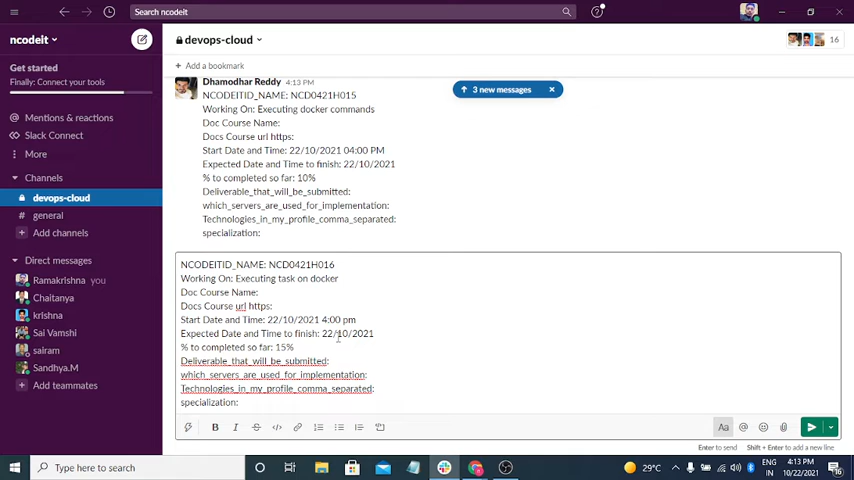 Search ncodeit
ncodeit
Get started
Finally: Connect your tools
Mentions & reactions
Slack Connect
More
Channels
devops-cloud
general
Add channels
Direct messages
Ramakrishna you
Chaitanya
krishna
Sai Vamshi
sairam
Sandhya.M
Add teammates
devops-cloud
16
+ Add a bookmark
3 new messages
Dhamodhar Reddy 4:13 PM
NCODEITID_NAME: NCD0421H015
Working On: Executing docker commands
Doc Course Name:
Docs Course url https:
Start Date and Time: 22/10/2021 04:00 PM
Expected Date and Time to finish: 22/10/2021
% to completed so far: 10%
Deliverable_that_will_be_submitted:
which_servers_are_used_for_implementation:
Technologies_in_my_profile_comma_separated:
specialization:
NCODEITID_NAME: NCD0421H016
Working On: Executing task on docker
Doc Course Name:
Docs Course url https:
Start Date and Time: 22/10/2021 4:00 pm
Expected Date and Time to finish: 22/10/2021
% to completed so far: 15%
Deliverable_that_will_be_submitted:
which_servers_are_used_for_implementation:
Technologies_in_my_profile_comma_separated:
specialization:
B I S Aa @
Enter to send Shift + Enter to add a new line
Type here to search
29°C
ENG
IN
4:13 PM
10/22/2021
16